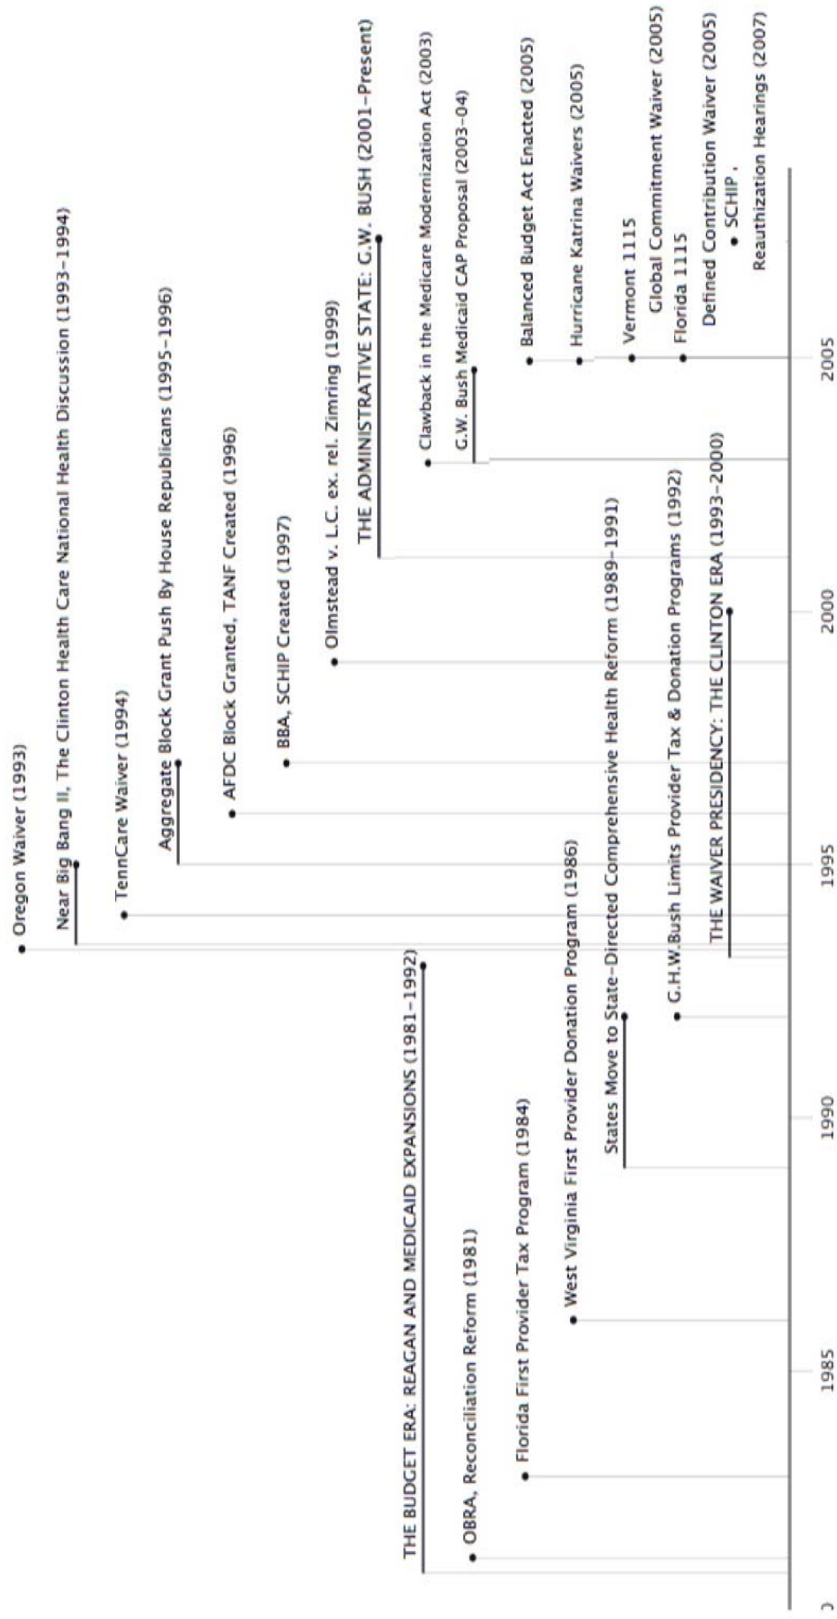 Oregon Waiver (1993)
Near Big Bang II, The Clinton Health Care National Health Discussion (1993-1994)
TennCare Waiver (1994)
Aggregate Block Grant Push By House Republicans (1995-1996)
AFDC Block Granted, TANF Created (1996)
BBA, SCHIP Created (1997)
Olmstead v. L.C. ex. rel. Zimring (1999)
THE ADMINISTRATIVE STATE: G.W. BUSH (2001-Present)
THE BUDGET ERA: REAGAN AND MEDICAID EXPANSIONS (1981-1992)
Clawback in the Medicare Modernization Act (2003)
G.W. Bush Medicaid CAP Proposal (2003-04)
OBRA, Reconciliation Reform (1981)
Balanced Budget Act Enacted (2005)
Florida First Provider Tax Program (1984)
Hurricane Katrina Waivers (2005)
West Virginia First Provider Donation Program (1986)
Vermont 1115
Global Commitment Waiver (2005)
States Move to State-Directed Comprehensive Health Reform (1989-1991)
Florida 1115
Defined Contribution Waiver (2005)
G.H.W.Bush Limits Provider Tax & Donation Programs (1992)
THE WAIVER PRESIDENCY: THE CLINTON ERA (1993-2000)
SCHIP .
Reauthization Hearings (2007)
0 1985 1990 1995 2000 2005